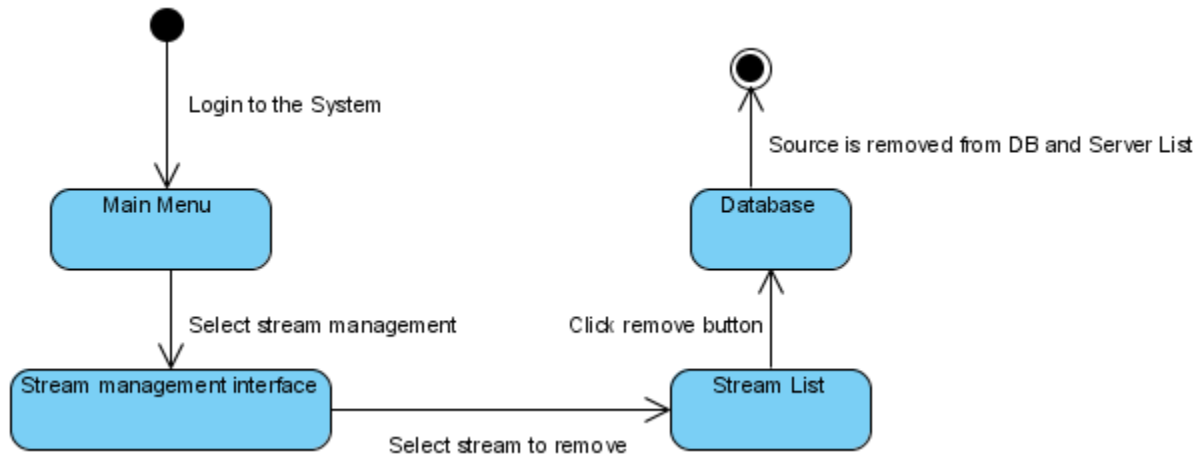 Login to the System
Main Menu
Select stream management
Stream management interface
Select stream to remove
Stream List
Click remove button
Database
Source is removed from DB and Server List